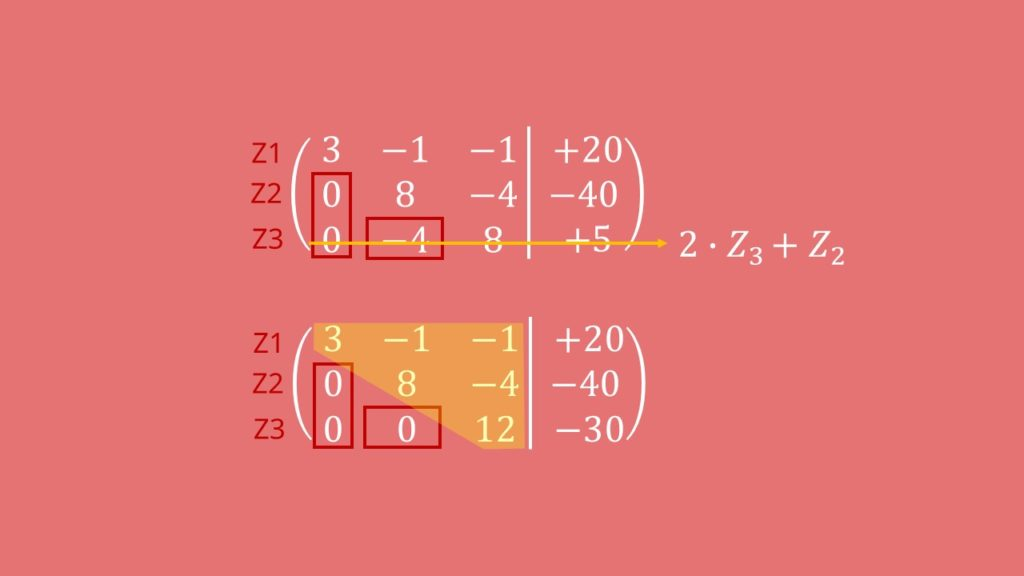 Z1 ( 3 −1 −1 | +20 )
Z2 0 8 −4 | −40
Z3 0 −4 8 | +5 2 · Z₃ + Z₂
Z1 ( 3 −1 −1 | +20 )
Z2 0 8 −4 | −40
Z3 0 0 12 | −30